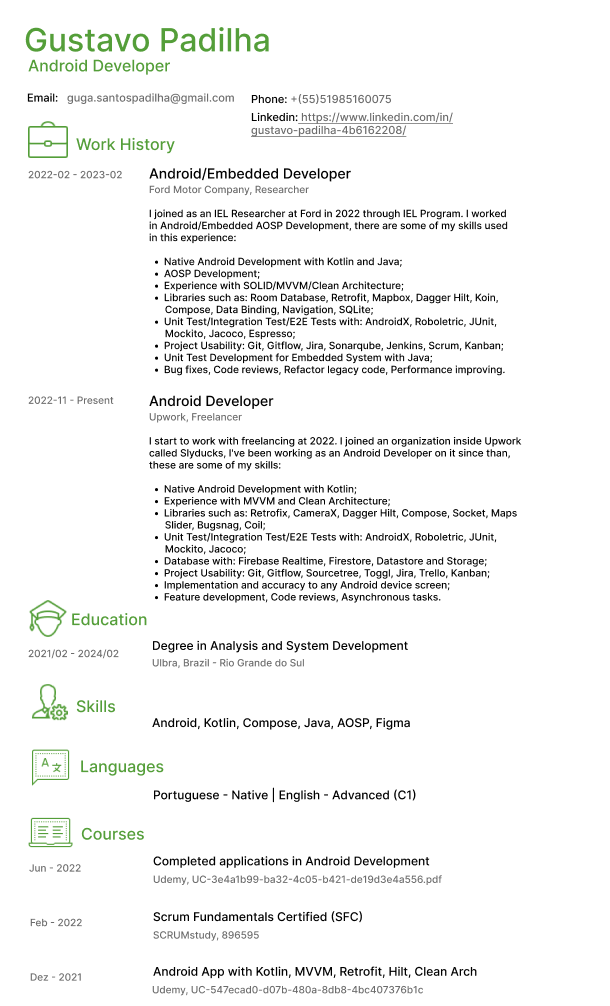 Gustavo Padilha
Android Developer
Email: guga.santospadilha@gmail.com
Phone: +(55)51985160075
Linkedin: https://www.linkedin.com/in/
gustavo-padilha-4b6162208/
Work History
2022-02 - 2023-02
Android/Embedded Developer
Ford Motor Company, Researcher
I joined as an IEL Researcher at Ford in 2022 through IEL Program. I worked
in Android/Embedded AOSP Development, there are some of my skills used
in this experience:
• Native Android Development with Kotlin and Java;
• AOSP Development;
• Experience with SOLID/MVVM/Clean Architecture;
• Libraries such as: Room Database, Retrofit, Mapbox, Dagger Hilt, Koin,
Compose, Data Binding, Navigation, SQLite;
• Unit Test/Integration Test/E2E Tests with: AndroidX, Roboletric, JUnit,
Mockito, Jacoco, Espresso;
• Project Usability: Git, Gitflow, Jira, Sonarqube, Jenkins, Scrum, Kanban;
• Unit Test Development for Embedded System with Java;
• Bug fixes, Code reviews, Refactor legacy code, Performance improving.
2022-11 - Present
Android Developer
Upwork, Freelancer
I start to work with freelancing at 2022. I joined an organization inside Upwork
called Slyducks, I've been working as an Android Developer on it since than,
these are some of my skills:
• Native Android Development with Kotlin;
• Experience with MVVM and Clean Architecture;
• Libraries such as: Retrofix, CameraX, Dagger Hilt, Compose, Socket, Maps
Slider, Bugsnag, Coil;
• Unit Test/Integration Test/E2E Tests with: AndroidX, Roboletric, JUnit,
Mockito, Jacoco;
• Database with: Firebase Realtime, Firestore, Datastore and Storage;
• Project Usability: Git, Gitflow, Sourcetree, Toggl, Jira, Trello, Kanban;
• Implementation and accuracy to any Android device screen;
• Feature development, Code reviews, Asynchronous tasks.
Education
2021/02 - 2024/02
Degree in Analysis and System Development
Ulbra, Brazil - Rio Grande do Sul
Skills
Android, Kotlin, Compose, Java, AOSP, Figma
A 文
Languages
Portuguese - Native | English - Advanced (C1)
Courses
Jun - 2022
Completed applications in Android Development
Udemy, UC-3e4a1b99-ba32-4c05-b421-de19d3e4a556.pdf
Feb - 2022
Scrum Fundamentals Certified (SFC)
SCRUMstudy, 896595
Dez - 2021
Android App with Kotlin, MVVM, Retrofit, Hilt, Clean Arch
Udemy, UC-547ecad0-d07b-480a-8db8-4bc407376b1c